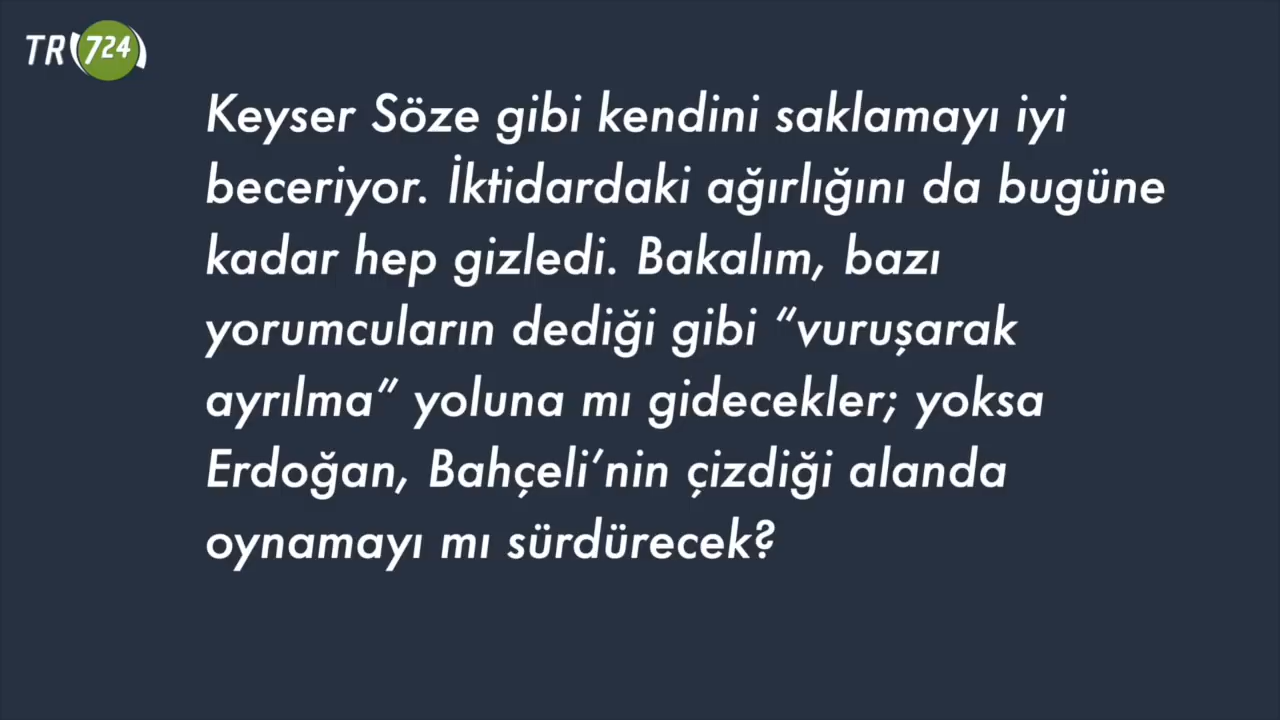 TR 724
Keyser Söze gibi kendini saklamayı iyi
beceriyor. İktidardaki ağırlığını da bugüne
kadar hep gizledi. Bakalım, bazı
yorumcuların dediği gibi “vuruşarak
ayrılma” yoluna mı gidecekler; yoksa
Erdoğan, Bahçeli’nin çizdiği alanda
oynamayı mı sürdürecek?